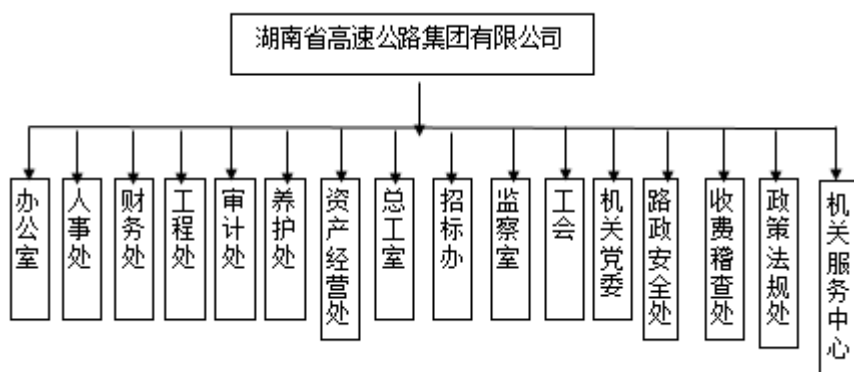 湖南省高速公路集团有限公司
办公室
人事处
财务处
工程处
审计处
养护处
资产经营处
总工室
招标办
监察室
工会
机关党委
路政安全处
收费稽查处
政策法规处
机关服务中心